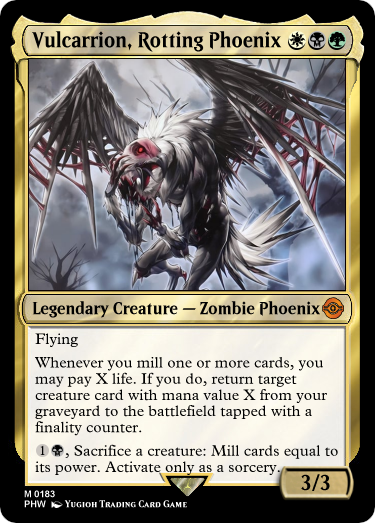 Vulcarrion, Rotting Phoenix
Legendary Creature — Zombie Phoenix
Flying
Whenever you mill one or more cards, you
may pay X life. If you do, return target
creature card with mana value X from your
graveyard to the battlefield tapped with a
finality counter.
1, Sacrifice a creature: Mill cards equal to
its power. Activate only as a sorcery.
3/3
M 0183
PHW Yugioh Trading Card Game